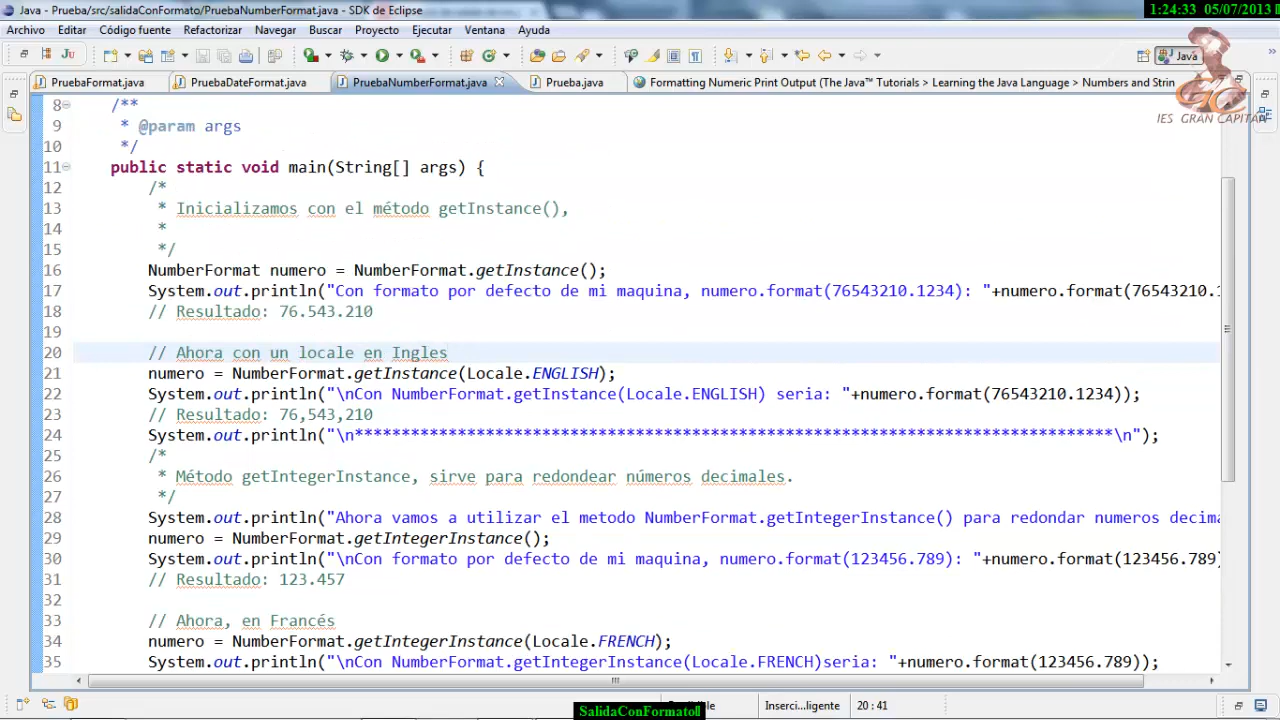 Java - Prueba/src/salidaConFormato/PruebaNumberFormat.java - SDK de Eclipse
1:24:33 05/07/2013
Archivo Editar Código fuente Refactorizar Navegar Buscar Proyecto Ejecutar Ventana Ayuda
Java
PruebaFormat.java PruebaDateFormat.java PruebaNumberFormat.java Prueba.java Formatting Numeric Print Output (The Java™ Tutorials > Learning the Java Language > Numbers and Strin
IES GRAN CAPITAN
8 /**
9 * @param args
10 */
11 public static void main(String[] args) {
12 /*
13 * Inicializamos con el método getInstance(),
14 *
15 */
16 NumberFormat numero = NumberFormat.getInstance();
17 System.out.println("Con formato por defecto de mi maquina, numero.format(76543210.1234): "+numero.format(76543210.1
18 // Resultado: 76.543.210
19
20 // Ahora con un locale en Ingles
21 numero = NumberFormat.getInstance(Locale.ENGLISH);
22 System.out.println("\nCon NumberFormat.getInstance(Locale.ENGLISH) seria: "+numero.format(76543210.1234));
23 // Resultado: 76,543,210
24 System.out.println("\n*********************************************************************************\n");
25 /*
26 * Método getIntegerInstance, sirve para redondear números decimales.
27 */
28 System.out.println("Ahora vamos a utilizar el metodo NumberFormat.getIntegerInstance() para redondar numeros decima
29 numero = NumberFormat.getIntegerInstance();
30 System.out.println("\nCon formato por defecto de mi maquina, numero.format(123456.789): "+numero.format(123456.789)
31 // Resultado: 123.457
32
33 // Ahora, en Francés
34 numero = NumberFormat.getIntegerInstance(Locale.FRENCH);
35 System.out.println("\nCon NumberFormat.getIntegerInstance(Locale.FRENCH)seria: "+numero.format(123456.789));
SalidaConFormato
Inserci...ligente
20 : 41